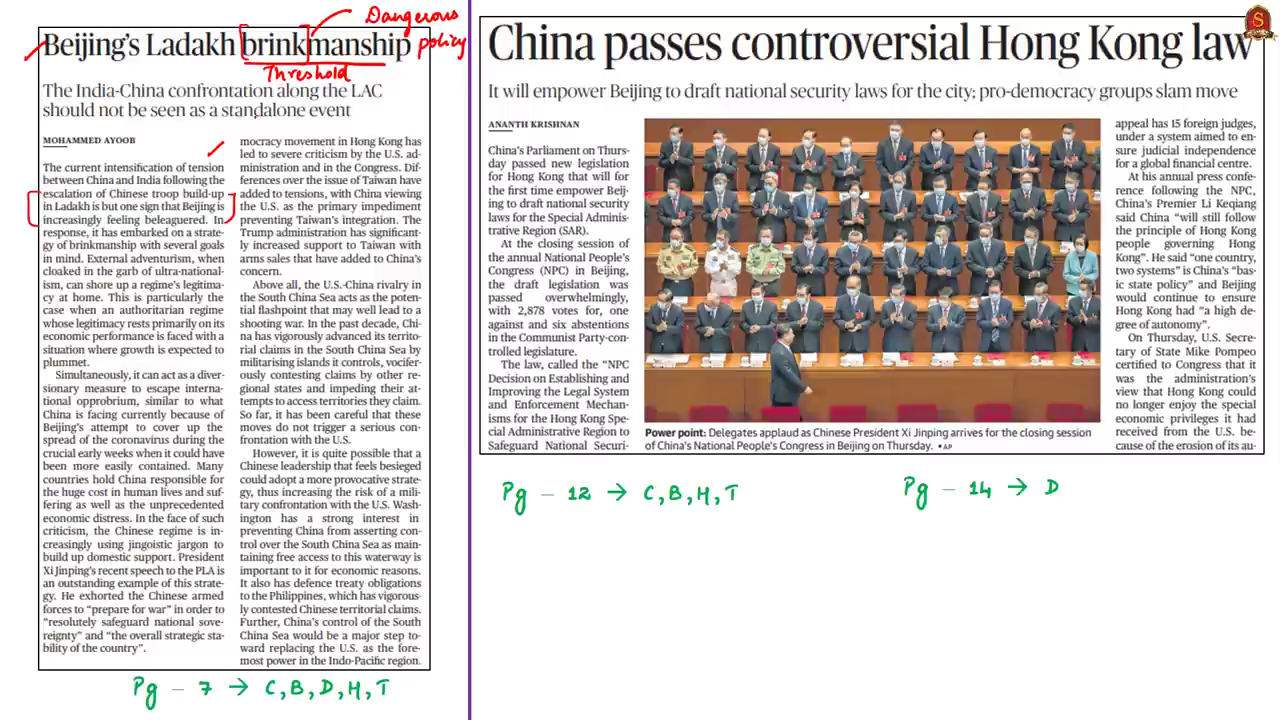 Dangerous
policy
Threshold
Beijing's Ladakh brinkmanship
The India-China confrontation along the LAC
should not be seen as a standalone event
MOHAMMED AYOOB
The current intensification of tension
between China and India following the
escalation of Chinese troop build-up
in Ladakh is but one sign that Beijing is
increasingly feeling beleaguered. In
response, it has embarked on a strate-
gy of brinkmanship with several goals
in mind. External adventurism, when
cloaked in the garb of ultra-national-
ism, can shore up a regime's legitima-
cy at home. This is particularly the
case when an authoritarian regime
whose legitimacy rests primarily on its
economic performance is faced with a
situation where growth is expected to
plummet.
Simultaneously, it can act as a diver-
sionary measure to escape interna-
tional opprobrium, similar to what
China is facing currently because of
Beijing's attempt to cover up the
spread of the coronavirus during the
crucial early weeks when it could have
been more easily contained. Many
countries hold China responsible for
the huge cost in human lives and suf-
fering as well as the unprecedented
economic distress. In the face of such
criticism, the Chinese regime is in-
creasingly using jingoistic jargon to
build up domestic support. President
Xi Jinping's recent speech to the PLA is
an outstanding example of this strate-
gy. He exhorted the Chinese armed
forces to "prepare for war" in order to
"resolutely safeguard national sove-
reignty" and "the overall strategic sta-
bility of the country".
mocracy movement in Hong Kong has
led to severe criticism by the U.S. ad-
ministration and in the Congress. Dif-
ferences over the issue of Taiwan have
added to tensions, with China viewing
the U.S. as the primary impediment
preventing Taiwan's integration. The
Trump administration has significant-
ly increased support to Taiwan with
arms sales that have added to China's
concern.
Above all, the U.S.-China rivalry in
the South China Sea acts as the poten-
tial flashpoint that may well lead to a
shooting war. In the past decade, Chi-
na has vigorously advanced its territo-
rial claims in the South China Sea by
militarising islands it controls, vocifer-
ously contesting claims by other re-
gional states and impeding their at-
tempts to access territories they claim.
So far, it has been careful that these
moves do not trigger a serious con-
frontation with the U.S.
However, it is quite possible that a
Chinese leadership that feels besieged
could adopt a more provocative strate-
gy, thus increasing the risk of a mili-
tary confrontation with the U.S. Wash-
ington has a strong interest in
preventing China from asserting con-
trol over the South China Sea as main-
taining free access to this waterway is
important to it for economic reasons.
It also has defence treaty obligations
to the Philippines, which has vigorous-
ly contested Chinese territorial claims.
Further, China's control of the South
China Sea would be a major step to-
ward replacing the U.S. as the fore-
most power in the Indo-Pacific region.
Pg - 7 → C, B, D, H, T
China passes controversial Hong Kong law
It will empower Beijing to draft national security laws for the city; pro-democracy groups slam move
ANANTH KRISHNAN
China's Parliament on Thurs-
day passed new legislation
for Hong Kong that will for
the first time empower Beij-
ing to draft national security
laws for the Special Adminis-
trative Region (SAR).
At the closing session of
the annual National People's
Congress (NPC) in Beijing,
the draft legislation was
passed overwhelmingly,
with 2,878 votes for, one
against and six abstentions
in the Communist Party-con-
trolled legislature.
The law, called the "NPC
Decision on Establishing and
Improving the Legal System
and Enforcement Mechan-
isms for the Hong Kong Spe-
cial Administrative Region to
Safeguard National Securi-
Power point: Delegates applaud as Chinese President Xi Jinping arrives for the closing session
of China's National People's Congress in Beijing on Thursday. • AP
appeal has 15 foreign judges,
under a system aimed to en-
sure judicial independence
for a global financial centre.
At his annual press confe-
rence following the NPC,
China's Premier Li Keqiang
said China "will still follow
the principle of Hong Kong
people governing Hong
Kong". He said "one country,
two systems" is China's "bas-
ic state policy" and Beijing
would continue to ensure
Hong Kong had "a high de-
gree of autonomy".
On Thursday, U.S. Secre-
tary of State Mike Pompeo
certified to Congress that it
was the administration's
view that Hong Kong could
no longer enjoy the special
economic privileges it had
received from the U.S. be-
cause of the erosion of its au-
Pg - 12 → C, B, H, T
Pg - 14 → D